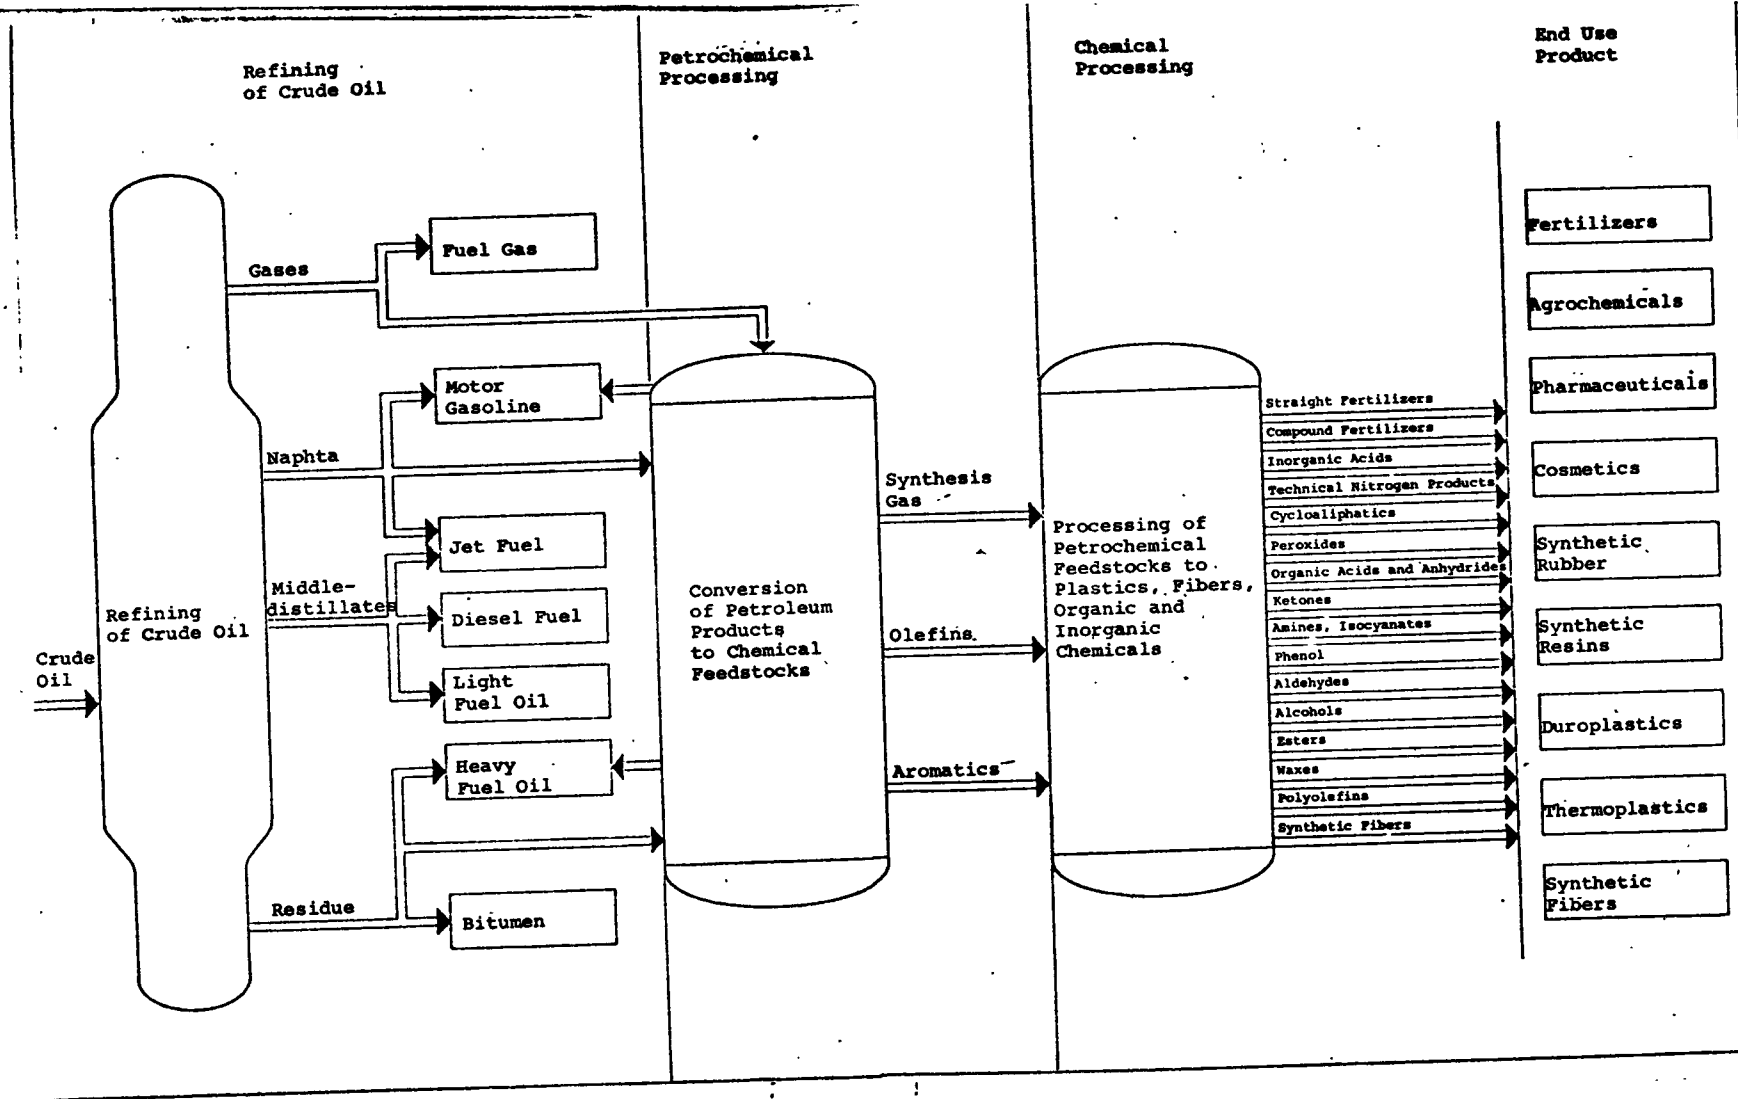 Refining
of Crude Oil
Petrochemical
Processing
Chemical
Processing
End Use
Product
Crude
Oil
Refining
of Crude Oil
Gases
Fuel Gas
Naphta
Motor
Gasoline
Jet Fuel
Middle-
distillates
Diesel Fuel
Light
Fuel Oil
Heavy
Fuel Oil
Residue
Bitumen
Conversion
of Petroleum
Products
to Chemical
Feedstocks
Synthesis
Gas
Olefins
Aromatics
Processing of
Petrochemical
Feedstocks to
Plastics, Fibers,
Organic and
Inorganic
Chemicals
Straight Fertilizers
Compound Fertilizers
Inorganic Acids
Technical Nitrogen Products
Cycloaliphatics
Peroxides
Organic Acids and Anhydrides
Ketones
Amines, Isocyanates
Phenol
Aldehydes
Alcohols
Esters
Waxes
Polyolefins
Synthetic Fibers
Fertilizers
Agrochemicals
Pharmaceuticals
Cosmetics
Synthetic
Rubber
Synthetic
Resins
Duroplastics
Thermoplastics
Synthetic
Fibers